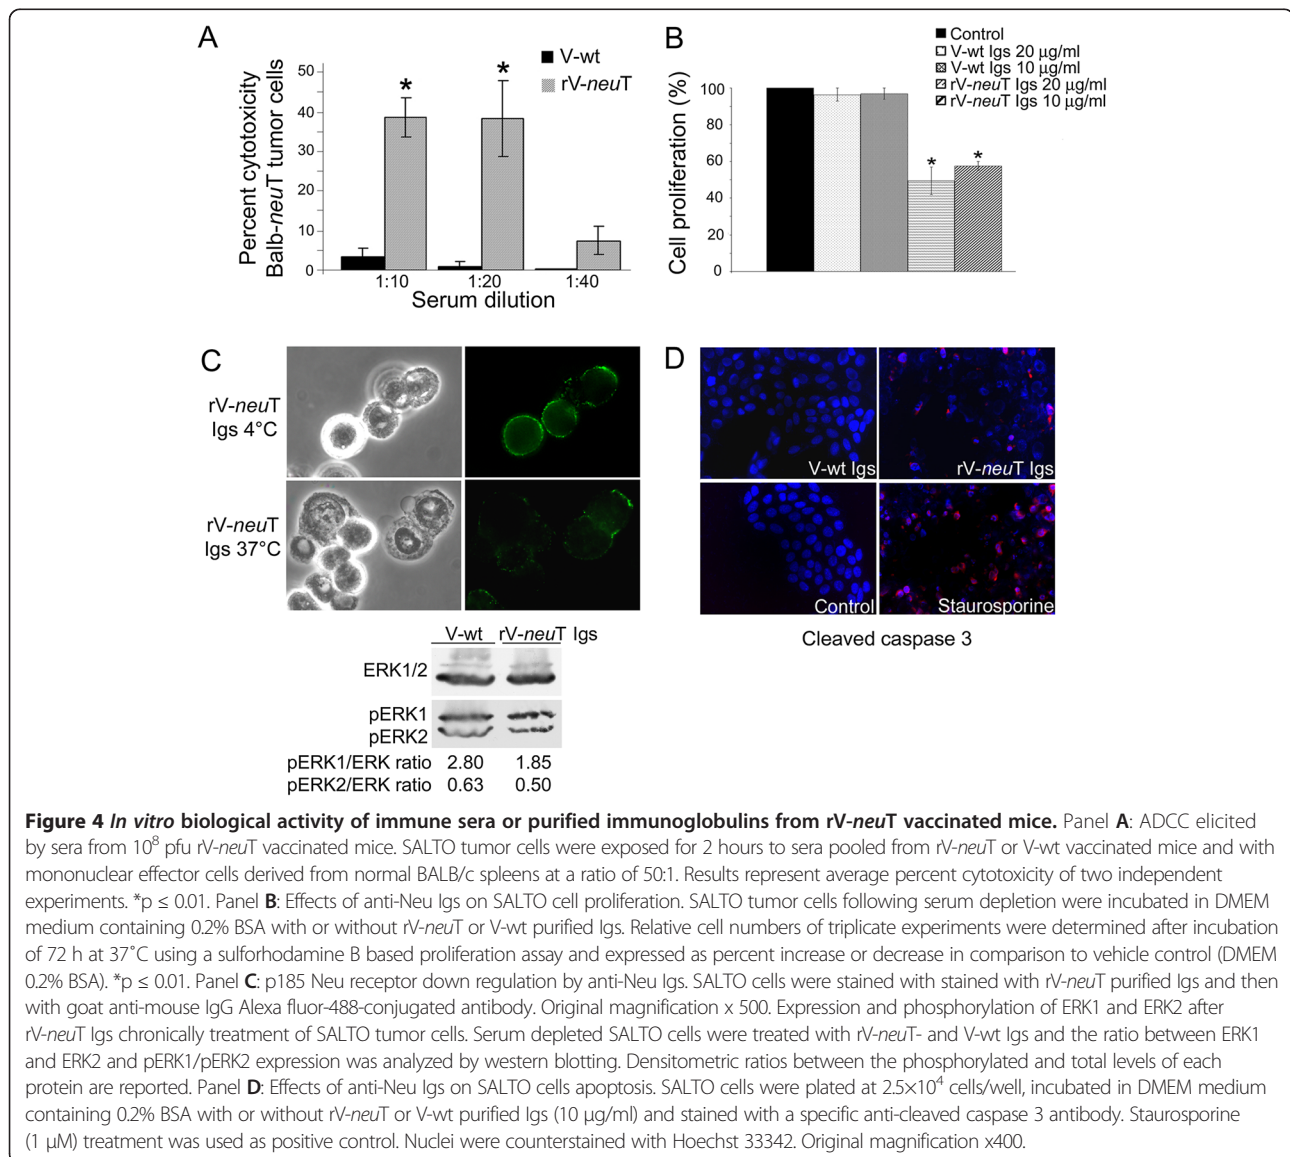 A
Percent cytotoxicity
Balb-neuT tumor cells
50
40
30
20
10
0
*
*
V-wt
rV-neuT
1:10
1:20
1:40
Serum dilution
B
Cell proliferation (%)
100
80
60
40
20
0
*
*
Control
V-wt Igs 20 µg/ml
V-wt Igs 10 µg/ml
rV-neuT Igs 20 µg/ml
rV-neuT Igs 10 µg/ml
C
rV-neuT
Igs 4°C
rV-neuT
Igs 37°C
V-wt rV-neuT Igs
ERK1/2
pERK1
pERK2
pERK1/ERK ratio 2.80 1.85
pERK2/ERK ratio 0.63 0.50
D
V-wt Igs
rV-neuT Igs
Control
Staurosporine
Cleaved caspase 3
Figure 4 In vitro biological activity of immune sera or purified immunoglobulins from rV-neuT vaccinated mice. Panel A: ADCC elicited
by sera from 10⁸ pfu rV-neuT vaccinated mice. SALTO tumor cells were exposed for 2 hours to sera pooled from rV-neuT or V-wt vaccinated mice and with
mononuclear effector cells derived from normal BALB/c spleens at a ratio of 50:1. Results represent average percent cytotoxicity of two independent
experiments. *p ≤ 0.01. Panel B: Effects of anti-Neu Igs on SALTO cell proliferation. SALTO tumor cells following serum depletion were incubated in DMEM
medium containing 0.2% BSA with or without rV-neuT or V-wt purified Igs. Relative cell numbers of triplicate experiments were determined after incubation
of 72 h at 37˚C using a sulforhodamine B based proliferation assay and expressed as percent increase or decrease in comparison to vehicle control (DMEM
0.2% BSA). *p ≤ 0.01. Panel C: p185 Neu receptor down regulation by anti-Neu Igs. SALTO cells were stained with stained with rV-neuT purified Igs and then
with goat anti-mouse IgG Alexa fluor-488-conjugated antibody. Original magnification x 500. Expression and phosphorylation of ERK1 and ERK2 after
rV-neuT Igs chronically treatment of SALTO tumor cells. Serum depleted SALTO cells were treated with rV-neuT- and V-wt Igs and the ratio between ERK1
and ERK2 and pERK1/pERK2 expression was analyzed by western blotting. Densitometric ratios between the phosphorylated and total levels of each
protein are reported. Panel D: Effects of anti-Neu Igs on SALTO cells apoptosis. SALTO cells were plated at 2.5×10⁴ cells/well, incubated in DMEM medium
containing 0.2% BSA with or without rV-neuT or V-wt purified Igs (10 µg/ml) and stained with a specific anti-cleaved caspase 3 antibody. Staurosporine
(1 µM) treatment was used as positive control. Nuclei were counterstained with Hoechst 33342. Original magnification x400.